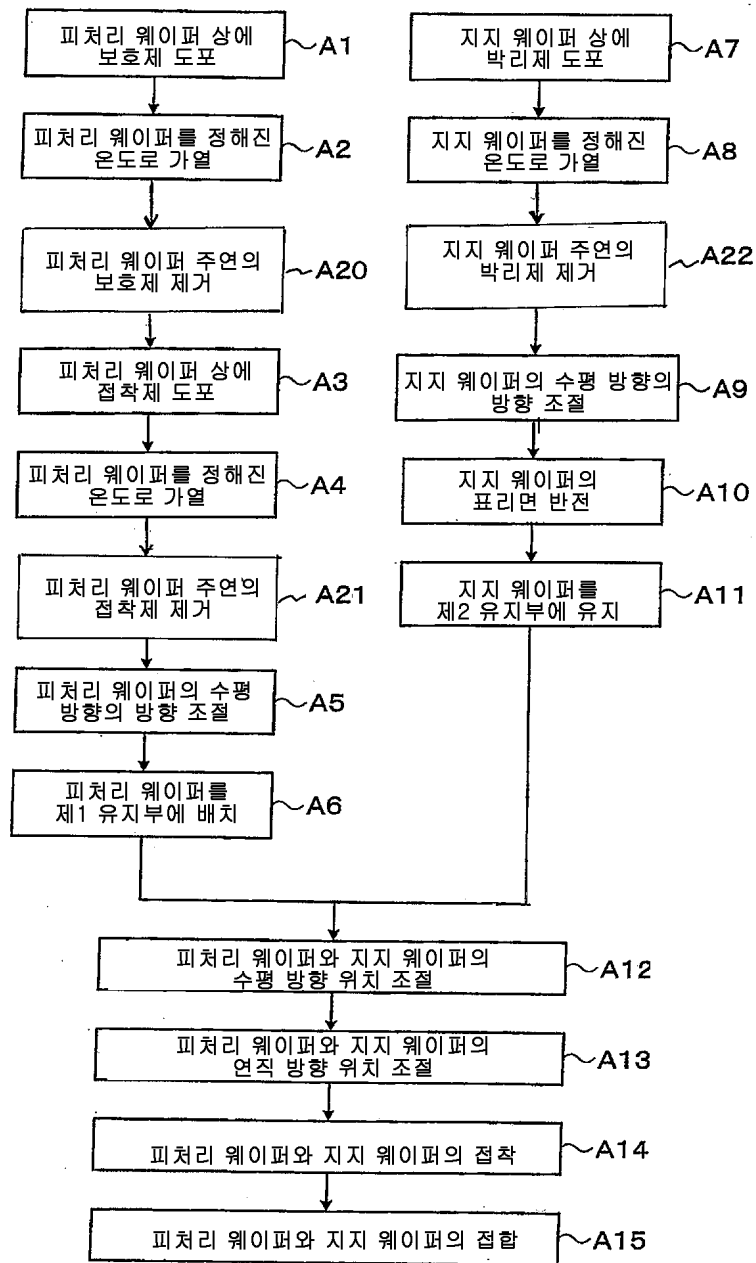 피처리 웨이퍼 상에
보호제 도포
A1
피처리 웨이퍼를 정해진
온도로 가열
A2
피처리 웨이퍼 주연의
보호제 제거
A20
피처리 웨이퍼 상에
접착제 도포
A3
피처리 웨이퍼를 정해진
온도로 가열
A4
피처리 웨이퍼 주연의
접착제 제거
A21
피처리 웨이퍼의 수평
방향의 방향 조절
A5
피처리 웨이퍼를
제1 유지부에 배치
A6
지지 웨이퍼 상에
박리제 도포
A7
지지 웨이퍼를 정해진
온도로 가열
A8
지지 웨이퍼 주연의
박리제 제거
A22
지지 웨이퍼의 수평 방향의
방향 조절
A9
지지 웨이퍼의
표리면 반전
A10
지지 웨이퍼를
제2 유지부에 유지
A11
피처리 웨이퍼와 지지 웨이퍼의
수평 방향 위치 조절
A12
피처리 웨이퍼와 지지 웨이퍼의
연직 방향 위치 조절
A13
피처리 웨이퍼와 지지 웨이퍼의 접착
A14
피처리 웨이퍼와 지지 웨이퍼의 접합
A15